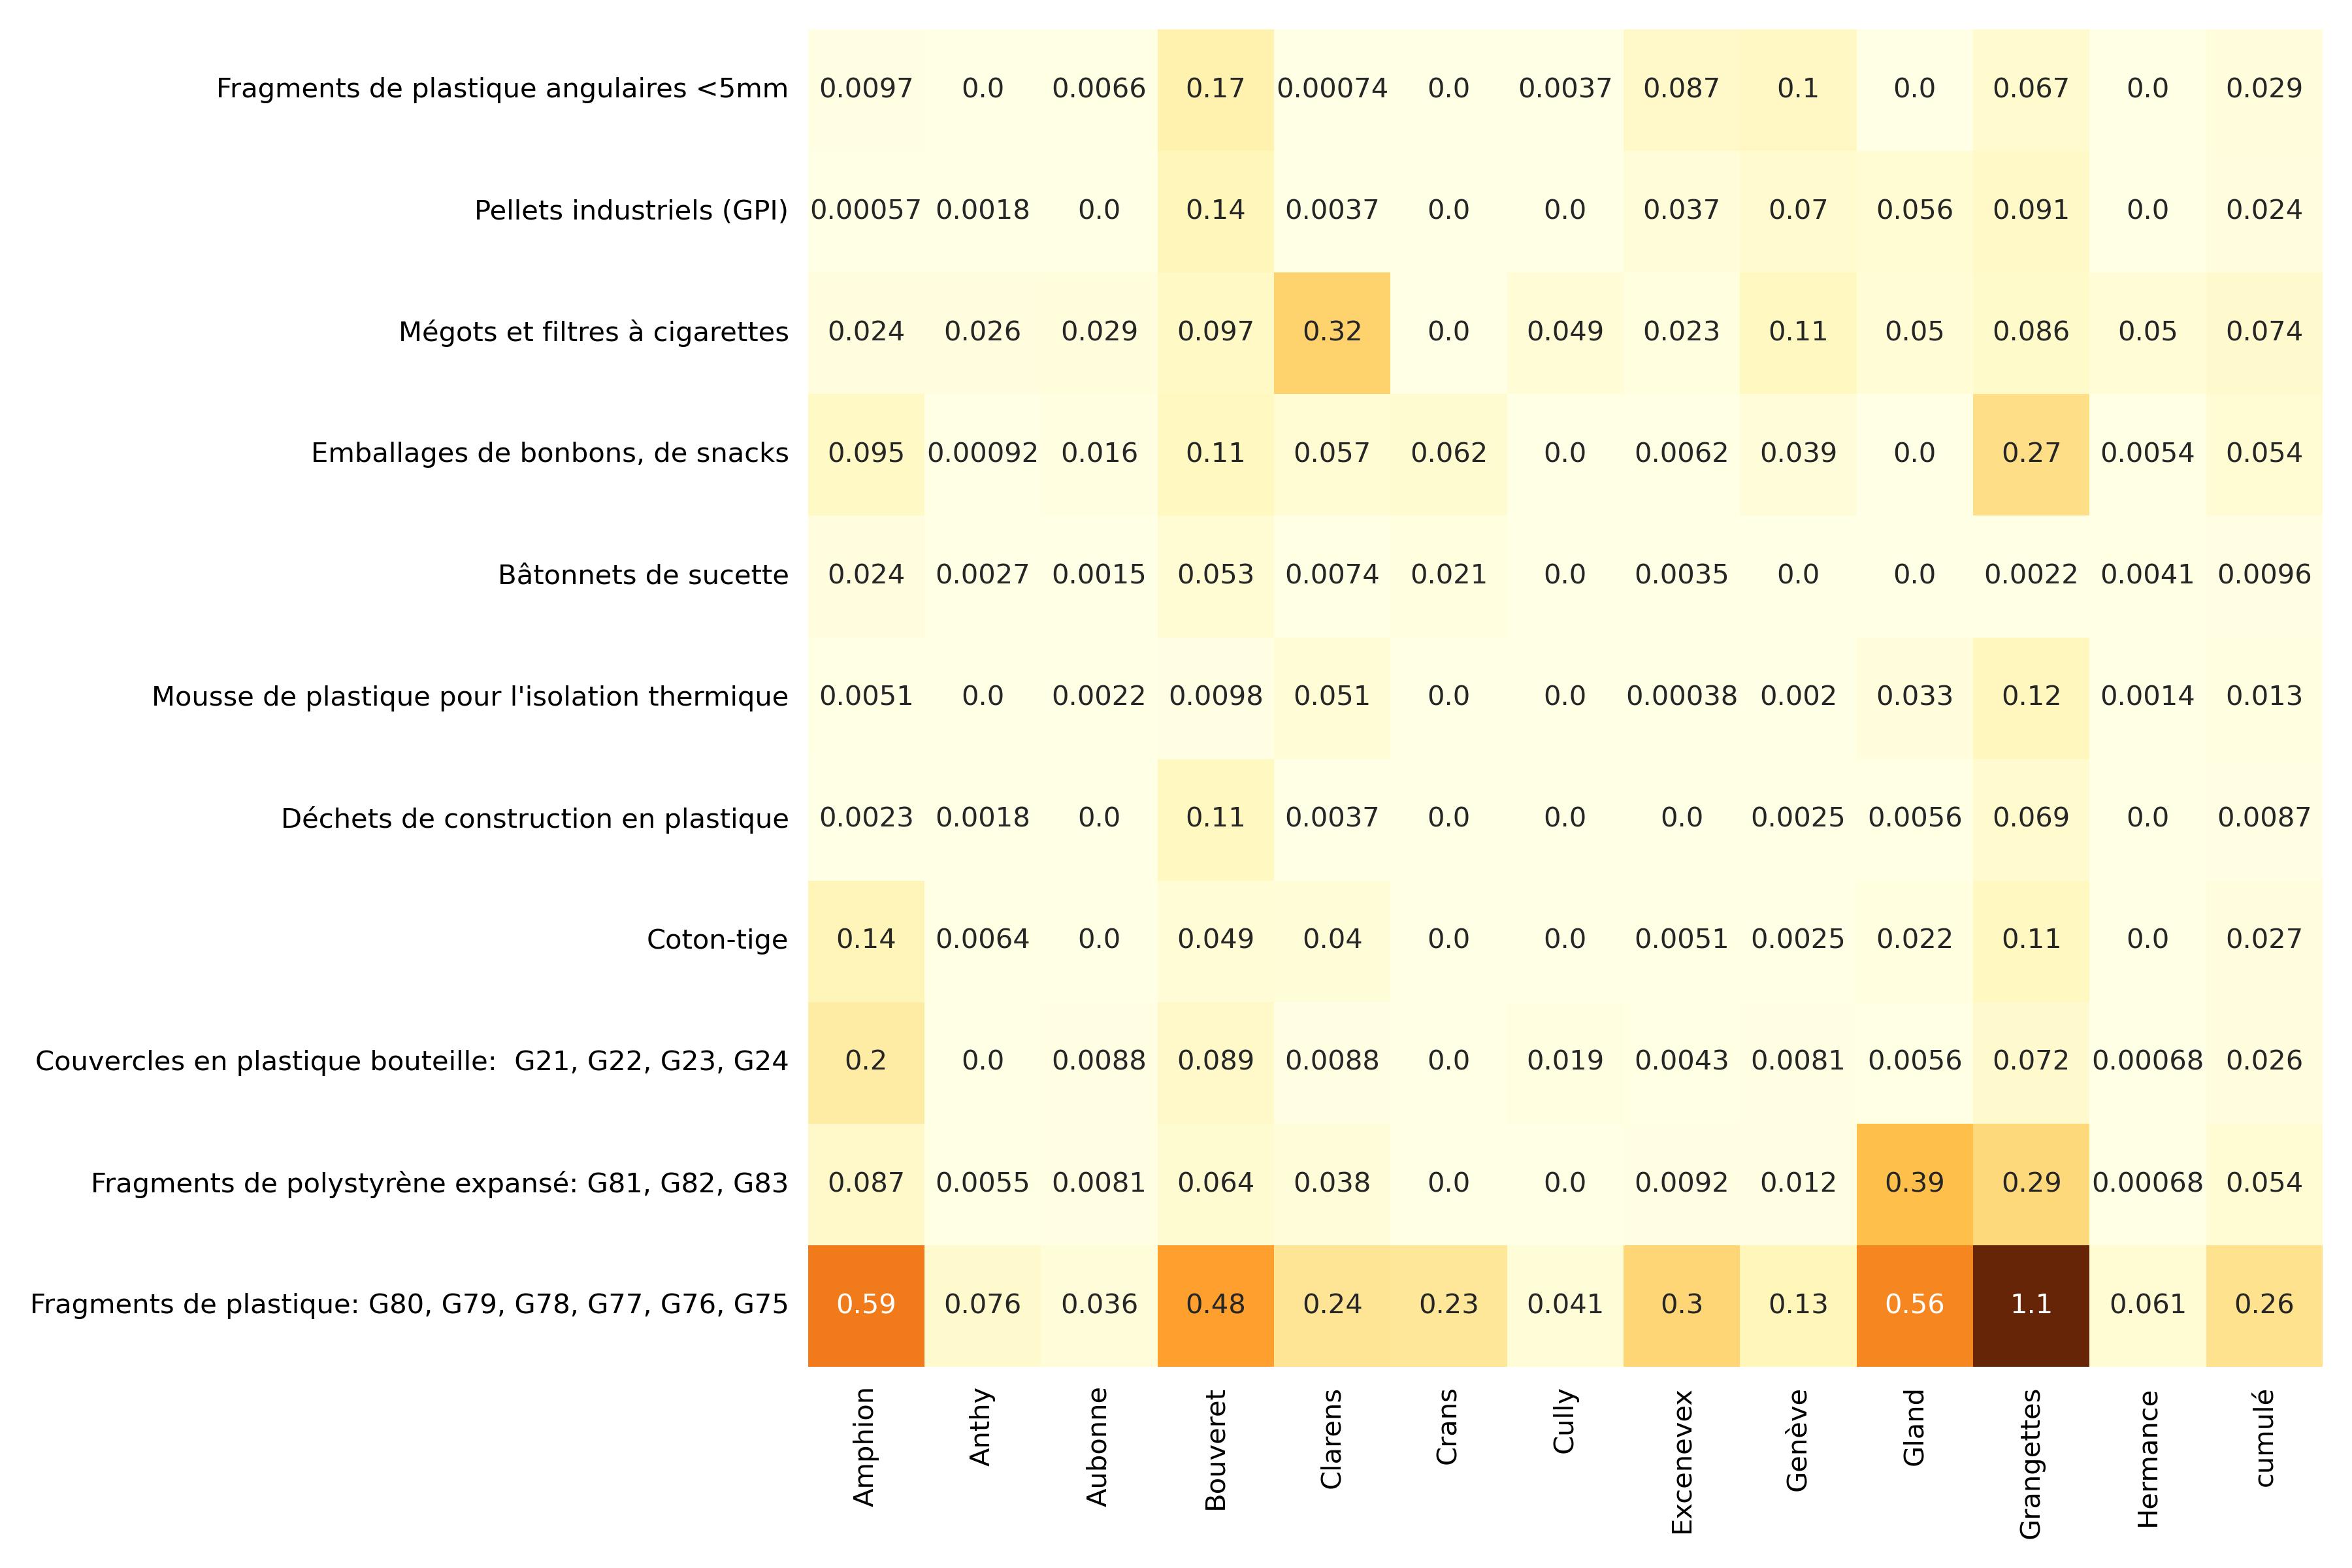 Fragments de plastique angulaires <5mm 0.0097 0.0 0.0066 0.17 0.00074 0.0 0.0037 0.087 0.1 0.0 0.067 0.0 0.029
Pellets industriels (GPI) 0.00057 0.0018 0.0 0.14 0.0037 0.0 0.0 0.037 0.07 0.056 0.091 0.0 0.024
Mégots et filtres à cigarettes 0.024 0.026 0.029 0.097 0.32 0.0 0.049 0.023 0.11 0.05 0.086 0.05 0.074
Emballages de bonbons, de snacks 0.095 0.00092 0.016 0.11 0.057 0.062 0.0 0.0062 0.039 0.0 0.27 0.0054 0.054
Bâtonnets de sucette 0.024 0.0027 0.0015 0.053 0.0074 0.021 0.0 0.0035 0.0 0.0 0.0022 0.0041 0.0096
Mousse de plastique pour l'isolation thermique 0.0051 0.0 0.0022 0.0098 0.051 0.0 0.0 0.00038 0.002 0.033 0.12 0.0014 0.013
Déchets de construction en plastique 0.0023 0.0018 0.0 0.11 0.0037 0.0 0.0 0.0 0.0025 0.0056 0.069 0.0 0.0087
Coton-tige 0.14 0.0064 0.0 0.049 0.04 0.0 0.0 0.0051 0.0025 0.022 0.11 0.0 0.027
Couvercles en plastique bouteille:  G21, G22, G23, G24 0.2 0.0 0.0088 0.089 0.0088 0.0 0.019 0.0043 0.0081 0.0056 0.072 0.00068 0.026
Fragments de polystyrène expansé: G81, G82, G83 0.087 0.0055 0.0081 0.064 0.038 0.0 0.0 0.0092 0.012 0.39 0.29 0.00068 0.054
Fragments de plastique: G80, G79, G78, G77, G76, G75 0.59 0.076 0.036 0.48 0.24 0.23 0.041 0.3 0.13 0.56 1.1 0.061 0.26
Amphion
Anthy
Aubonne
Bouveret
Clarens
Crans
Cully
Excenevex
Genève
Gland
Grangettes
Hermance
cumulé